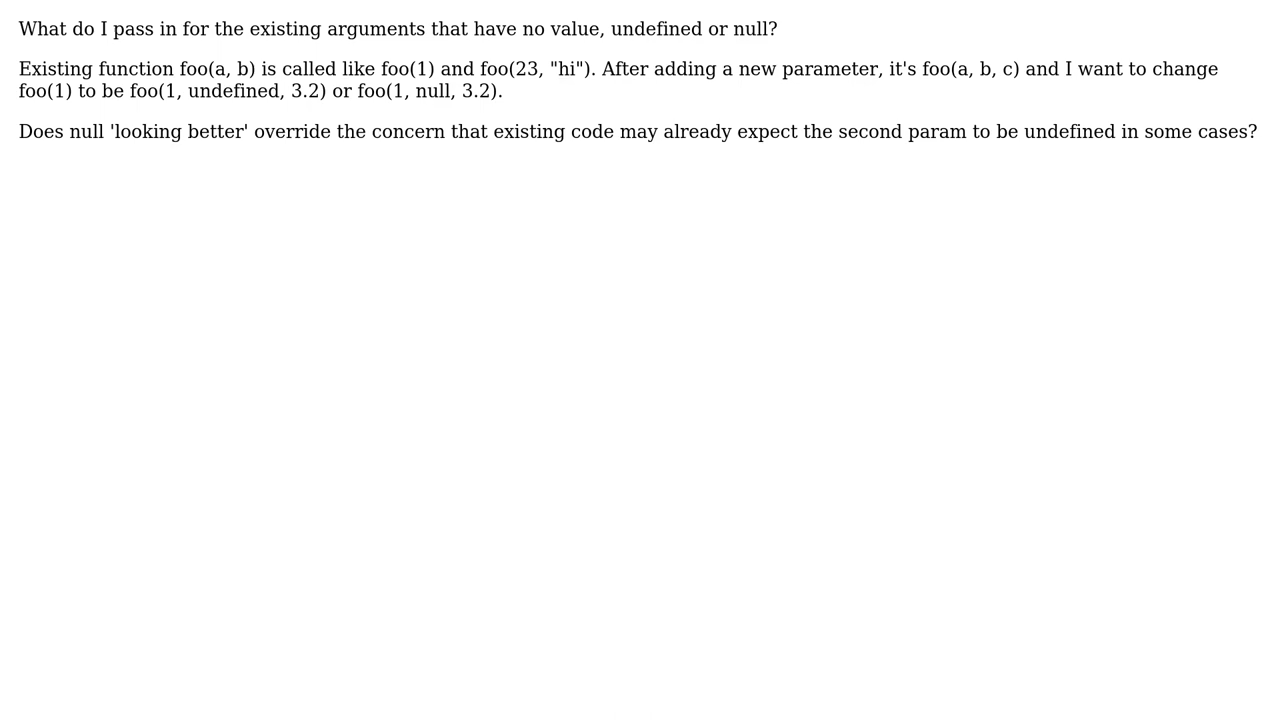 What do I pass in for the existing arguments that have no value, undefined or null?
Existing function foo(a, b) is called like foo(1) and foo(23, "hi"). After adding a new parameter, it's foo(a, b, c) and I want to change
foo(1) to be foo(1, undefined, 3.2) or foo(1, null, 3.2).
Does null 'looking better' override the concern that existing code may already expect the second param to be undefined in some cases?